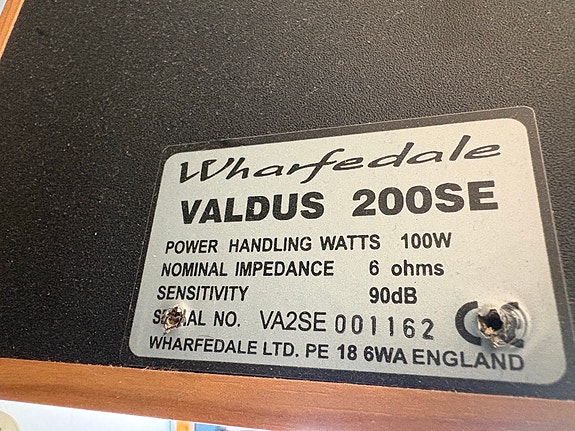 Wharfedale
VALDUS 200SE
POWER HANDLING WATTS 100W
NOMINAL IMPEDANCE 6 ohms
SENSITIVITY 90dB
NO. VA2SE 001162
WHARFEDALE LTD. PE 18 6WA ENGLAND